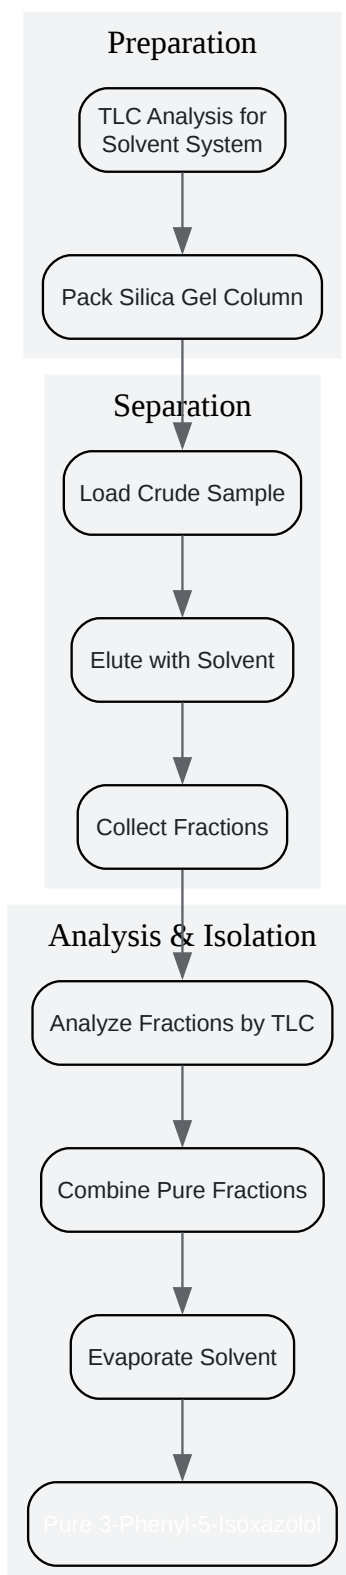 Preparation
TLC Analysis for
Solvent System
Pack Silica Gel Column
Separation
Load Crude Sample
Elute with Solvent
Collect Fractions
Analysis & Isolation
Analyze Fractions by TLC
Combine Pure Fractions
Evaporate Solvent
Pure 3-Phenyl-5-Isoxazolol